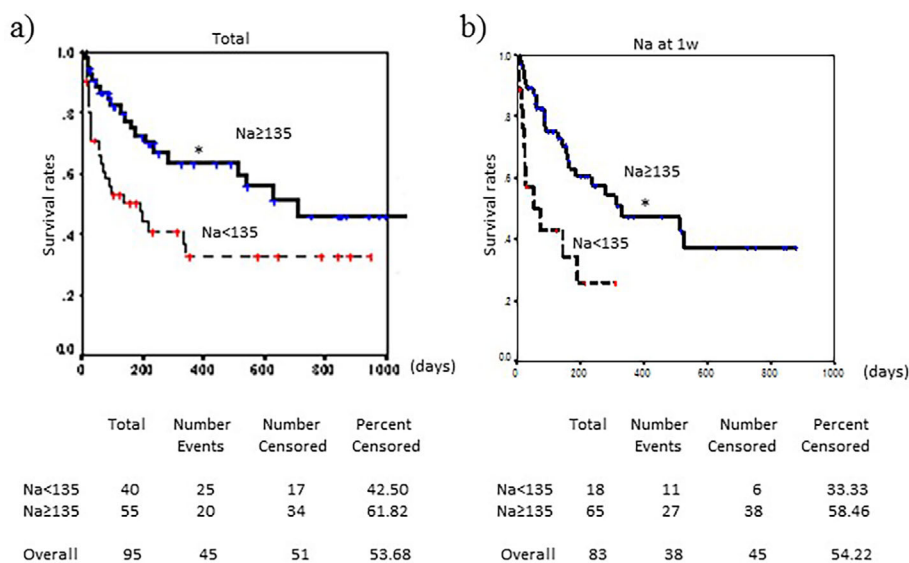 a)
Total
Survival rates
1.0
.8
.6
.4
.2
0.0
Na≥135
*
Na<135
0 200 400 600 800 1000 (days)
Total Number Events Number Censored Percent Censored
Na<135 40 25 17 42.50
Na≥135 55 20 34 61.82
Overall 95 45 51 53.68
b)
Na at 1w
Survival rates
1.0
.8
.6
.4
.2
0.0
Na≥135
*
Na<135
0 200 400 600 800 1000 (days)
Total Number Events Number Censored Percent Censored
Na<135 18 11 6 33.33
Na≥135 65 27 38 58.46
Overall 83 38 45 54.22